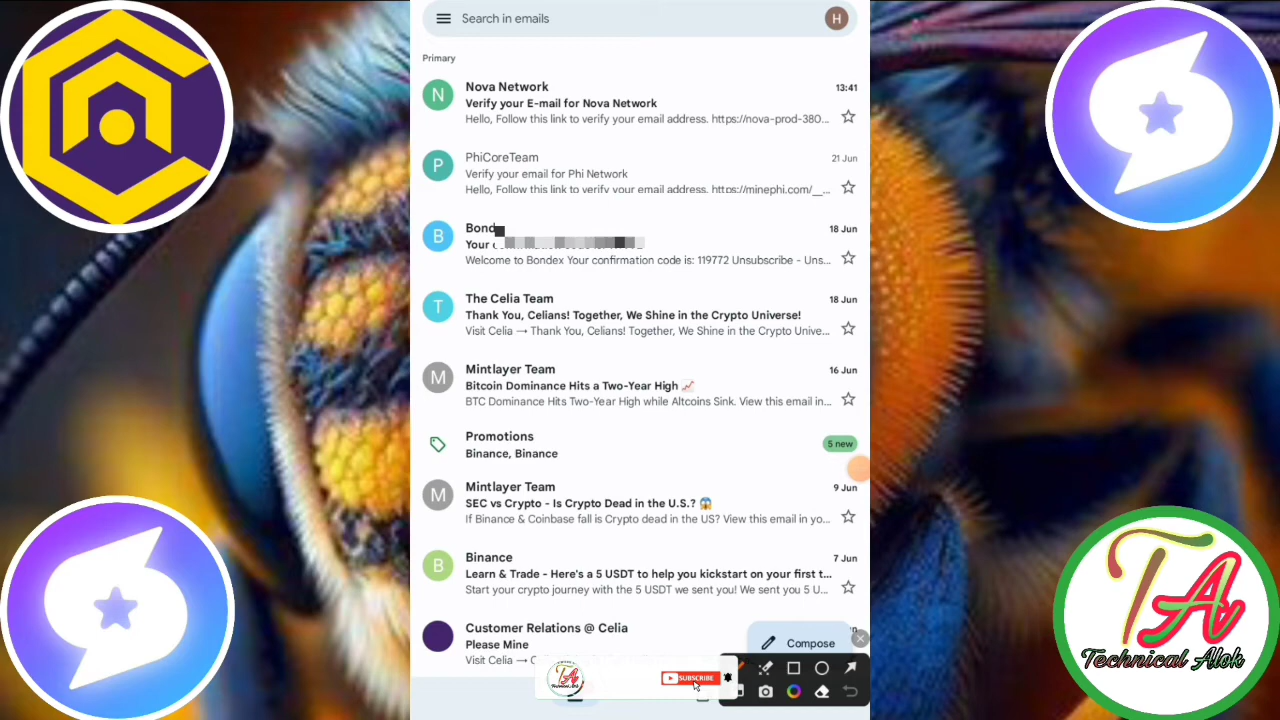 Search in emails
H
Primary
N
Nova Network
13:41
Verify your E-mail for Nova Network
Hello, Follow this link to verify your email address. https://nova-prod-380...
P
PhiCoreTeam
21 Jun
Verify your email for Phi Network
Hello, Follow this link to verify your email address. https://minephi.com/__...
B
Bond
18 Jun
Your
Welcome to Bondex Your confirmation code is: 119772 Unsubscribe - Uns...
T
The Celia Team
18 Jun
Thank You, Celians! Together, We Shine in the Crypto Universe!
Visit Celia → Thank You, Celians! Together, We Shine in the Crypto Unive...
M
Mintlayer Team
16 Jun
Bitcoin Dominance Hits a Two-Year High 📈
BTC Dominance Hits Two-Year High while Altcoins Sink. View this email in...
Promotions
5 new
Binance, Binance
M
Mintlayer Team
9 Jun
SEC vs Crypto - Is Crypto Dead in the U.S.? 😱
If Binance & Coinbase fall is Crypto dead in the US? View this email in yo...
B
Binance
7 Jun
Learn & Trade - Here's a 5 USDT to help you kickstart on your first t...
Start your crypto journey with the 5 USDT we sent you! We sent you 5 U...
Customer Relations @ Celia
Please Mine
Compose
Visit Celia →
TA
SUBSCRIBE
TA
Technical Alok